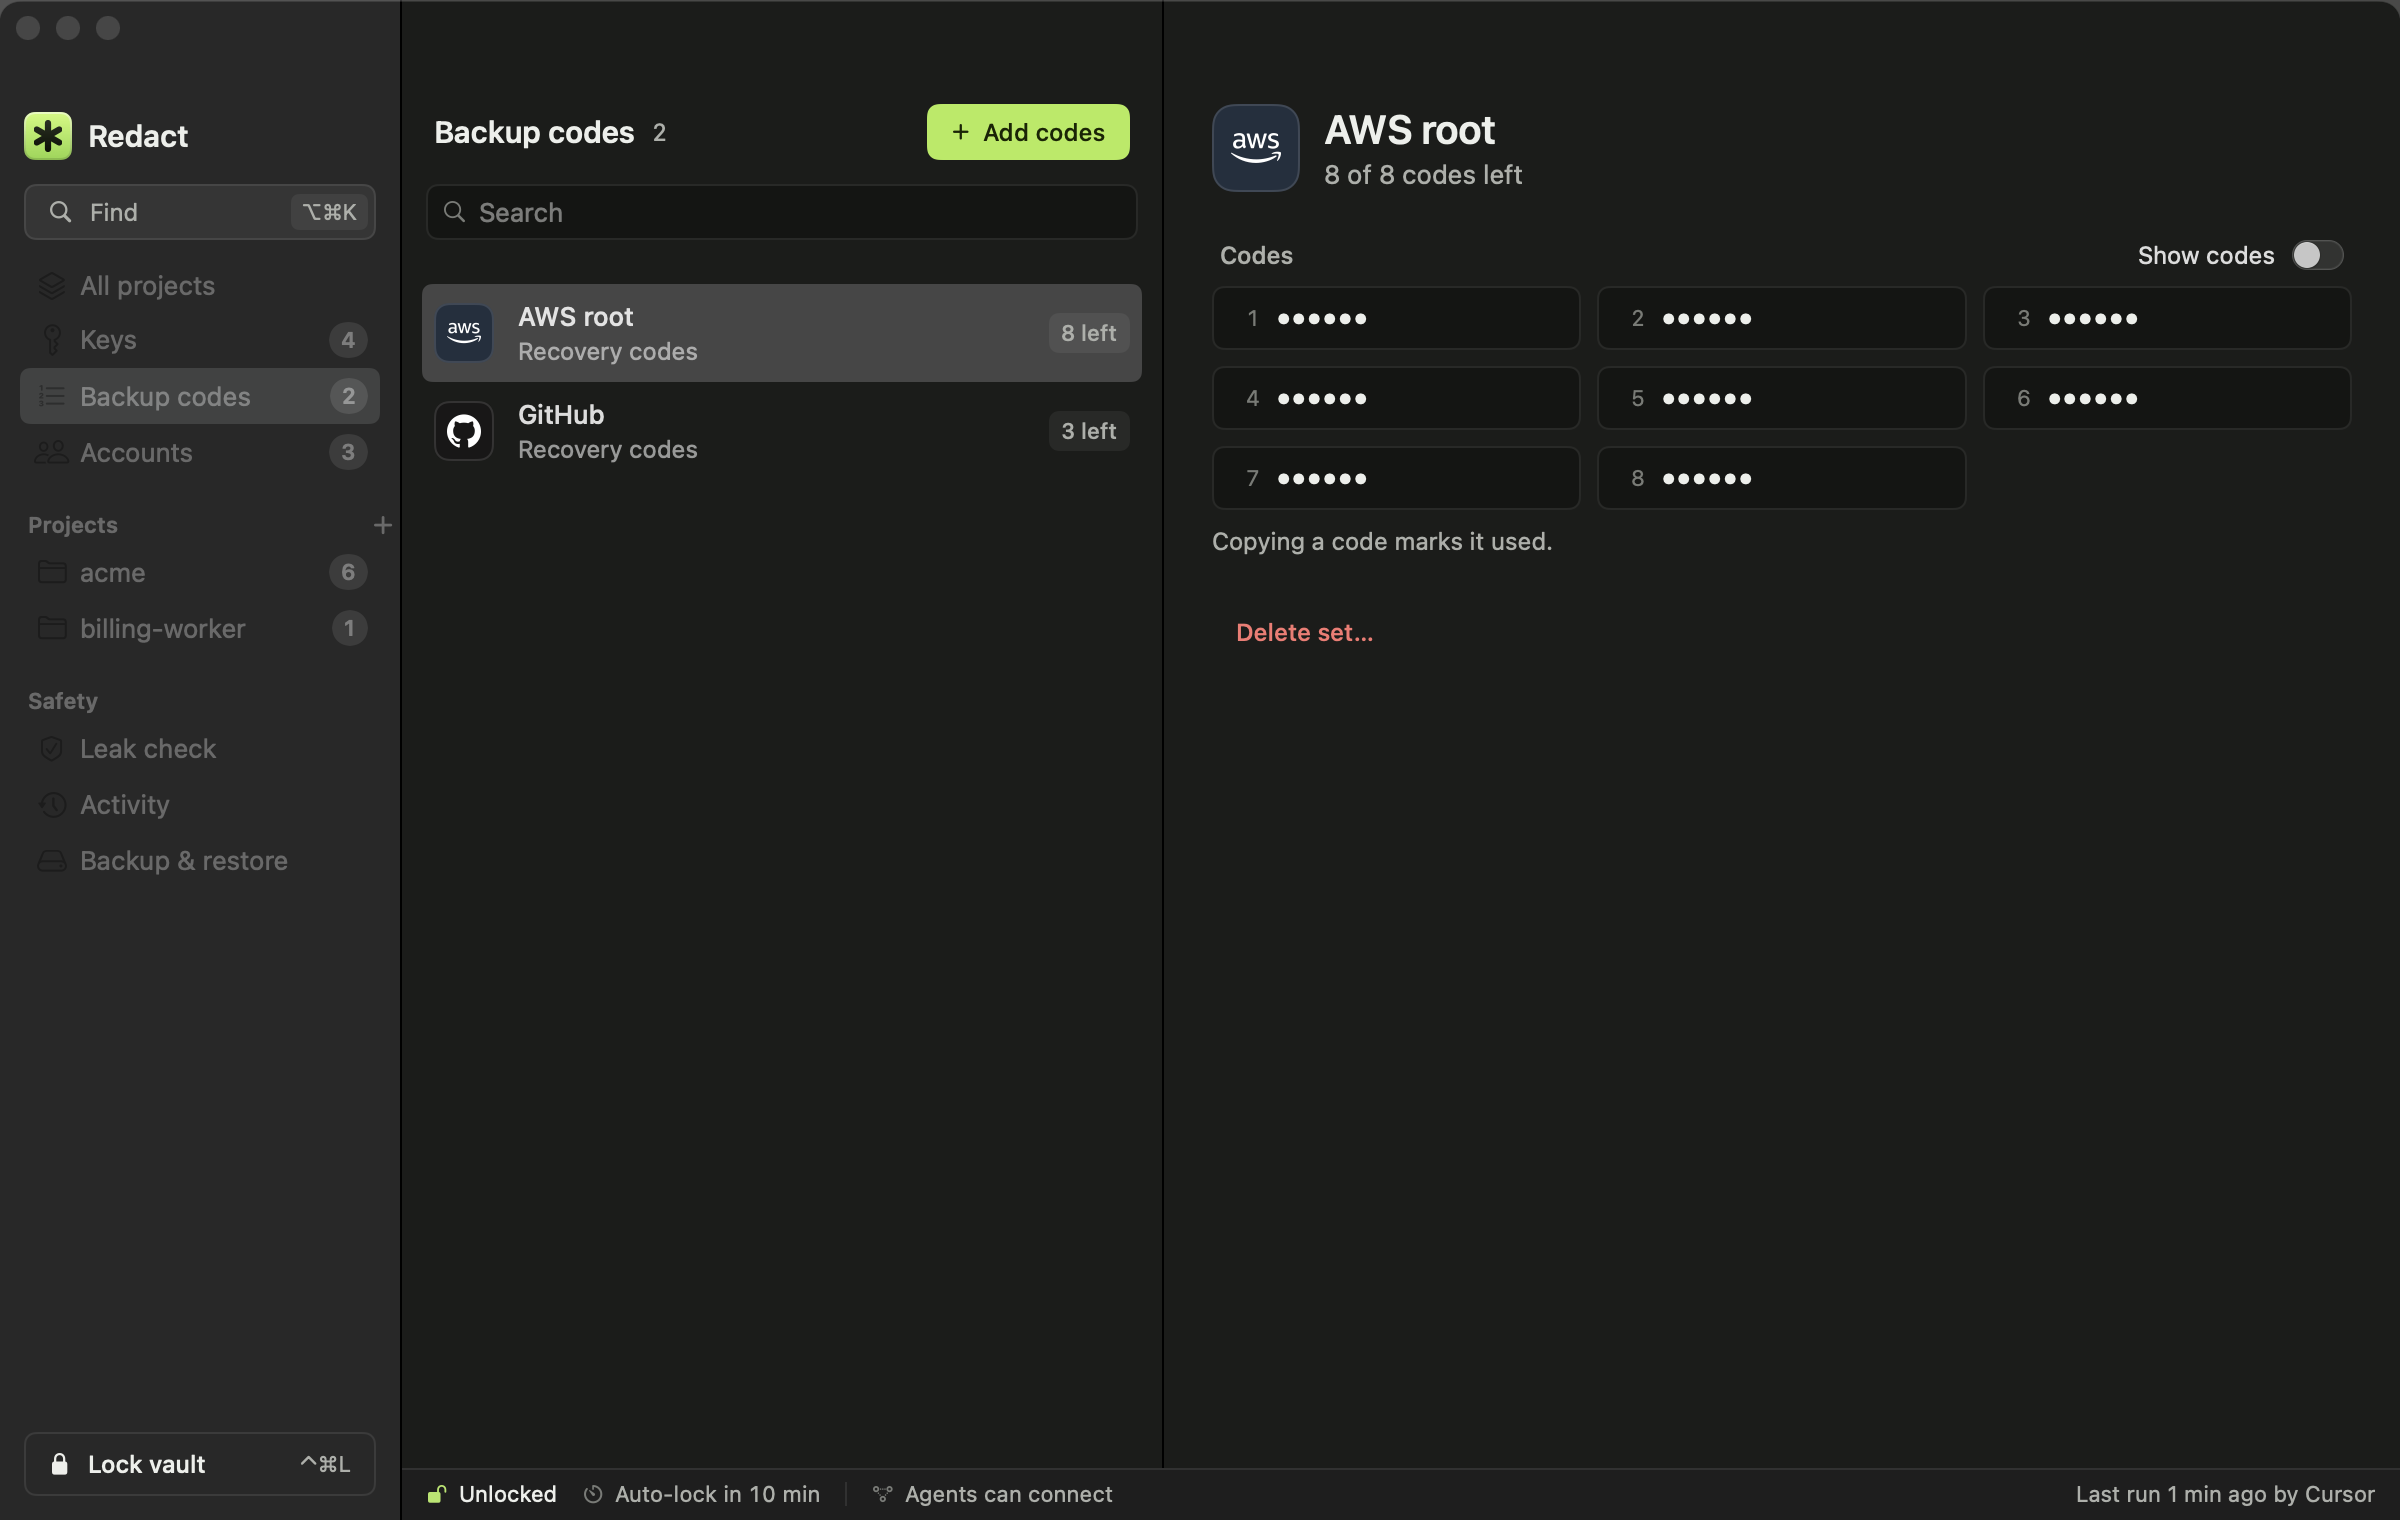 Redact
Find ⌥⌘K
All projects
Keys 4
Backup codes 2
Accounts 3
Projects +
acme 6
billing-worker 1
Safety
Leak check
Activity
Backup & restore
Lock vault ^⌘L
Backup codes 2
+ Add codes
Search
aws
AWS root
Recovery codes
8 left
GitHub
Recovery codes
3 left
aws
AWS root
8 of 8 codes left
Codes
Show codes
1 ••••••
2 ••••••
3 ••••••
4 ••••••
5 ••••••
6 ••••••
7 ••••••
8 ••••••
Copying a code marks it used.
Delete set...
Unlocked
Auto-lock in 10 min
Agents can connect
Last run 1 min ago by Cursor